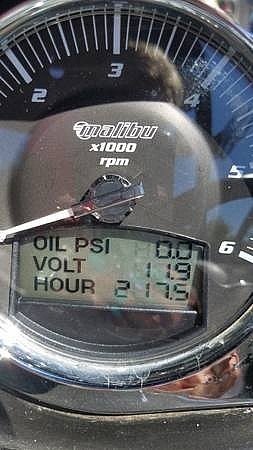 3
2 4
5
malibu
x1000
rpm
6
OIL PSI 0.0
VOLT 11.9
HOUR 217.5